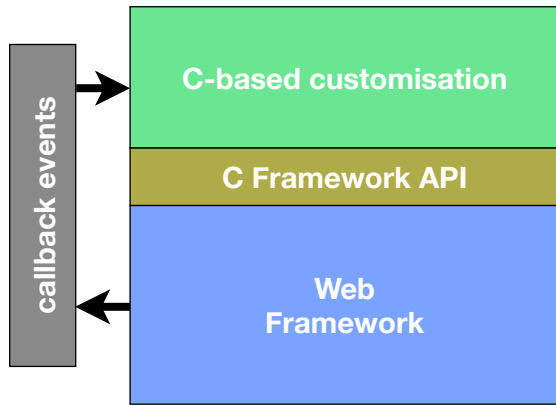 callback events
C-based customisation
C Framework API
Web
Framework